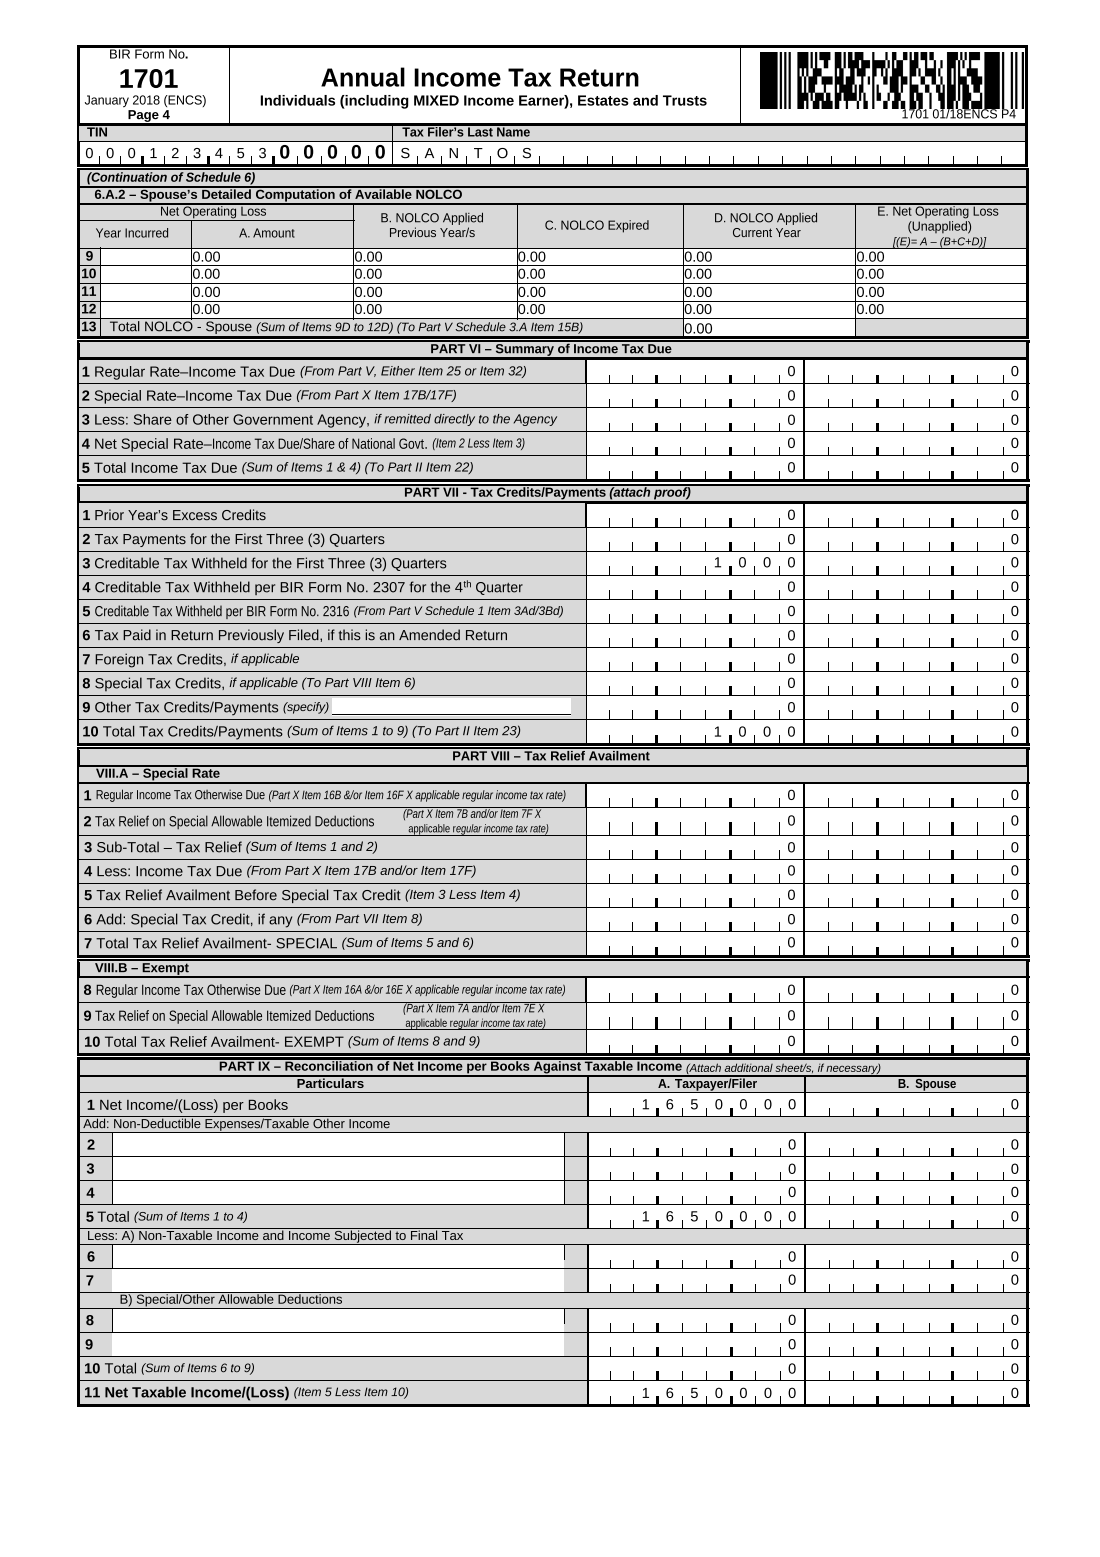 BIR Form No.
1701
January 2018 (ENCS)
Page 4
Annual Income Tax Return
Individuals (including MIXED Income Earner), Estates and Trusts
1701 01/18ENCS P4
TIN Tax Filer's Last Name
0 0 0 1 2 3 4 5 3 0 0 0 0 0 S A N T O S
(Continuation of Schedule 6)
6.A.2 – Spouse's Detailed Computation of Available NOLCO
Net Operating Loss
Year Incurred A. Amount
B. NOLCO Applied
Previous Year/s
C. NOLCO Expired
D. NOLCO Applied
Current Year
E. Net Operating Loss
(Unapplied)
[(E)= A – (B+C+D)]
9 0.00 0.00 0.00 0.00 0.00
10 0.00 0.00 0.00 0.00 0.00
11 0.00 0.00 0.00 0.00 0.00
12 0.00 0.00 0.00 0.00 0.00
13 Total NOLCO - Spouse (Sum of Items 9D to 12D) (To Part V Schedule 3.A Item 15B) 0.00
PART VI – Summary of Income Tax Due
1 Regular Rate–Income Tax Due (From Part V, Either Item 25 or Item 32) 0 0
2 Special Rate–Income Tax Due (From Part X Item 17B/17F) 0 0
3 Less: Share of Other Government Agency, if remitted directly to the Agency 0 0
4 Net Special Rate–Income Tax Due/Share of National Govt. (Item 2 Less Item 3) 0 0
5 Total Income Tax Due (Sum of Items 1 & 4) (To Part II Item 22) 0 0
PART VII - Tax Credits/Payments (attach proof)
1 Prior Year's Excess Credits 0 0
2 Tax Payments for the First Three (3) Quarters 0 0
3 Creditable Tax Withheld for the First Three (3) Quarters 1 0 0 0 0
4 Creditable Tax Withheld per BIR Form No. 2307 for the 4th Quarter 0 0
5 Creditable Tax Withheld per BIR Form No. 2316 (From Part V Schedule 1 Item 3Ad/3Bd) 0 0
6 Tax Paid in Return Previously Filed, if this is an Amended Return 0 0
7 Foreign Tax Credits, if applicable 0 0
8 Special Tax Credits, if applicable (To Part VIII Item 6) 0 0
9 Other Tax Credits/Payments (specify) 0 0
10 Total Tax Credits/Payments (Sum of Items 1 to 9) (To Part II Item 23) 1 0 0 0 0
PART VIII – Tax Relief Availment
VIII.A – Special Rate
1 Regular Income Tax Otherwise Due (Part X Item 16B &/or Item 16F X applicable regular income tax rate) 0 0
2 Tax Relief on Special Allowable Itemized Deductions (Part X Item 7B and/or Item 7F X
applicable regular income tax rate) 0 0
3 Sub-Total – Tax Relief (Sum of Items 1 and 2) 0 0
4 Less: Income Tax Due (From Part X Item 17B and/or Item 17F) 0 0
5 Tax Relief Availment Before Special Tax Credit (Item 3 Less Item 4) 0 0
6 Add: Special Tax Credit, if any (From Part VII Item 8) 0 0
7 Total Tax Relief Availment- SPECIAL (Sum of Items 5 and 6) 0 0
VIII.B – Exempt
8 Regular Income Tax Otherwise Due (Part X Item 16A &/or 16E X applicable regular income tax rate) 0 0
9 Tax Relief on Special Allowable Itemized Deductions (Part X Item 7A and/or Item 7E X
applicable regular income tax rate) 0 0
10 Total Tax Relief Availment- EXEMPT (Sum of Items 8 and 9) 0 0
PART IX – Reconciliation of Net Income per Books Against Taxable Income (Attach additional sheet/s, if necessary)
Particulars A. Taxpayer/Filer B. Spouse
1 Net Income/(Loss) per Books 1 6 5 0 0 0 0 0
Add: Non-Deductible Expenses/Taxable Other Income
2 0 0
3 0 0
4 0 0
5 Total (Sum of Items 1 to 4) 1 6 5 0 0 0 0 0
Less: A) Non-Taxable Income and Income Subjected to Final Tax
6 0 0
7 0 0
B) Special/Other Allowable Deductions
8 0 0
9 0 0
10 Total (Sum of Items 6 to 9) 0 0
11 Net Taxable Income/(Loss) (Item 5 Less Item 10) 1 6 5 0 0 0 0 0